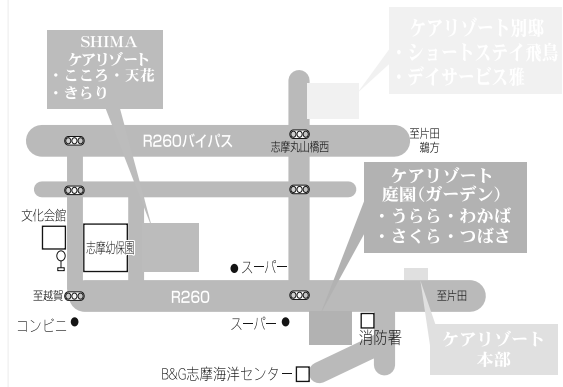 ケアリゾート別邸
・ショートステイ飛鳥
・デイサービス雅
SHIMA
ケアリゾート
・こころ・天花
・きらり
R260バイパス
志摩丸山橋西
至片田
鵜方
ケアリゾート
庭園(ガーデン)
・うらら・わかば
・さくら・つばさ
文化会館
志摩幼保園
スーパー
至越賀
R260
至片田
コンビニ
スーパー
消防署
ケアリゾート
本部
B&G志摩海洋センター